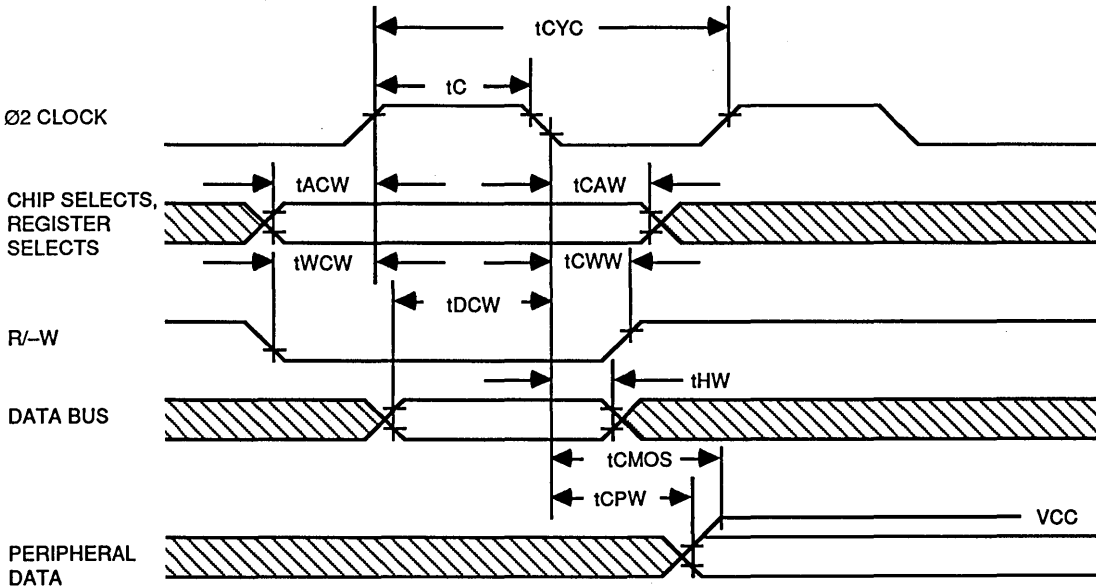 tCYC
tC
Ø2 CLOCK
tACW
tCAW
CHIP SELECTS,
REGISTER
SELECTS
tWCW
tCWW
tDCW
R/–W
tHW
DATA BUS
tCMOS
tCPW
VCC
PERIPHERAL
DATA